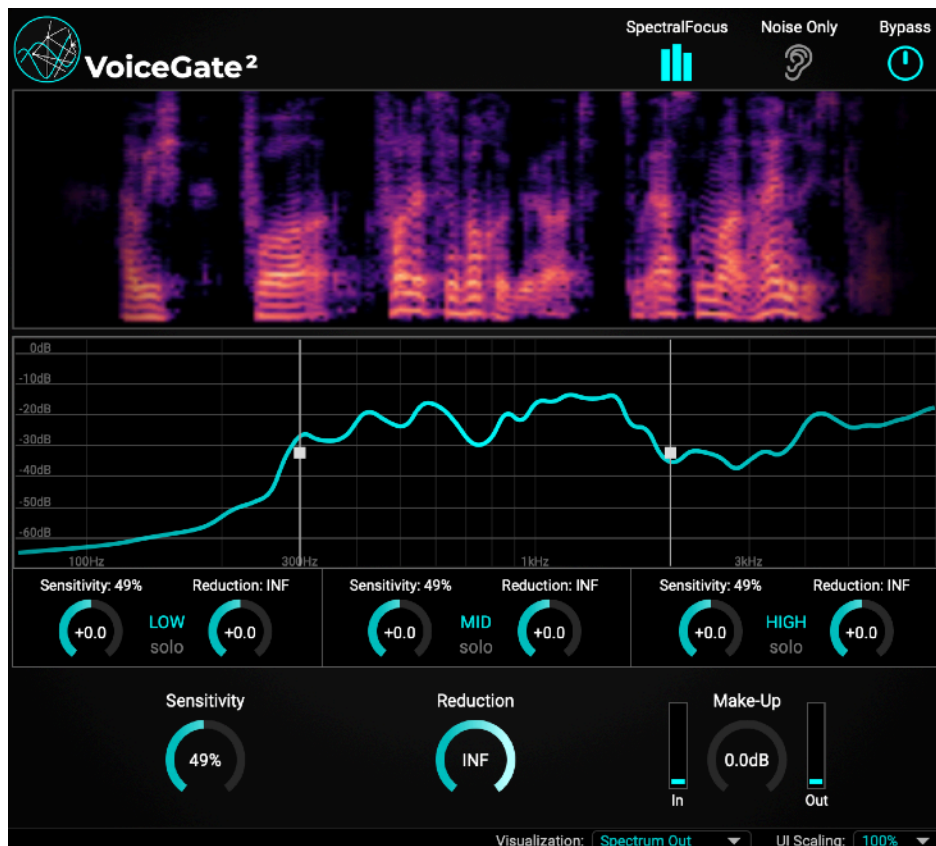 SpectralFocus Noise Only Bypass
VoiceGate²
0dB
-10dB
-20dB
-30dB
-40dB
-50dB
-60dB
100Hz 300Hz 1kHz 3kHz
Sensitivity: 49% Reduction: INF Sensitivity: 49% Reduction: INF Sensitivity: 49% Reduction: INF
+0.0 LOW +0.0 +0.0 MID +0.0 +0.0 HIGH +0.0
solo solo solo
Sensitivity Reduction Make-Up
49% INF 0.0dB
In Out
Visualization: Spectrum Out UI Scaling: 100%